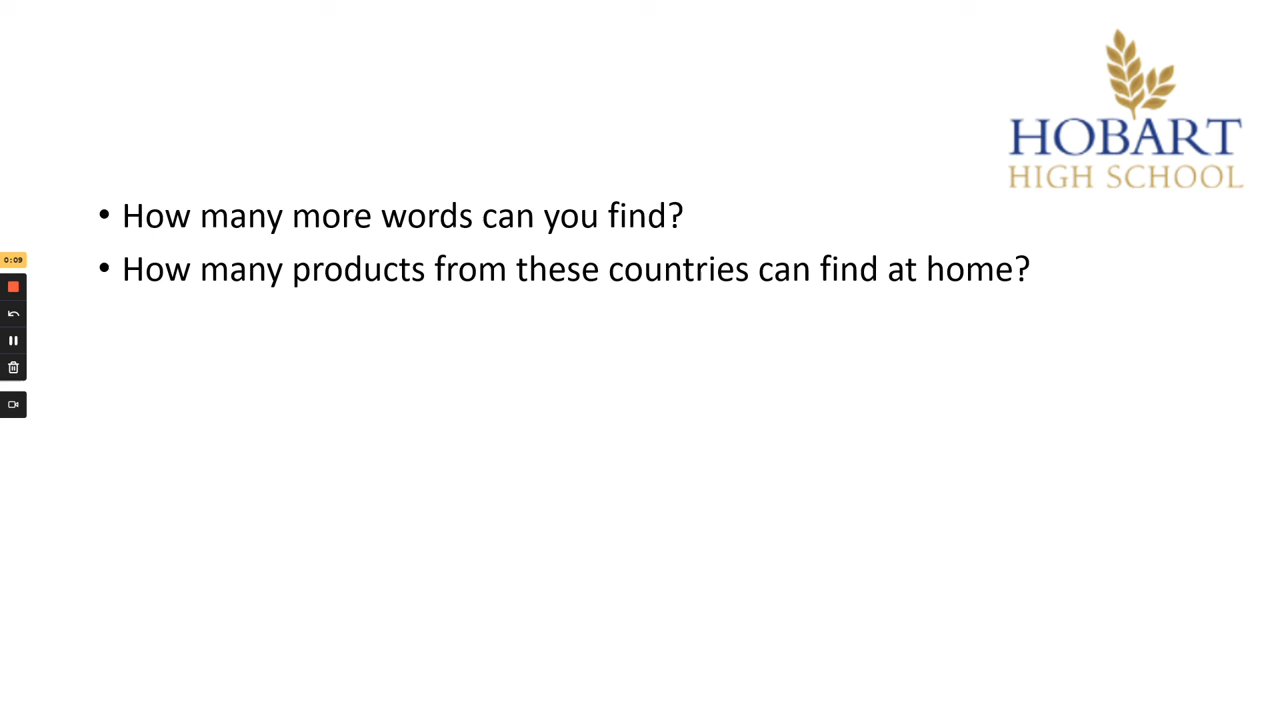 HOBART
HIGH SCHOOL
• How many more words can you find?
• How many products from these countries can find at home?
0:09